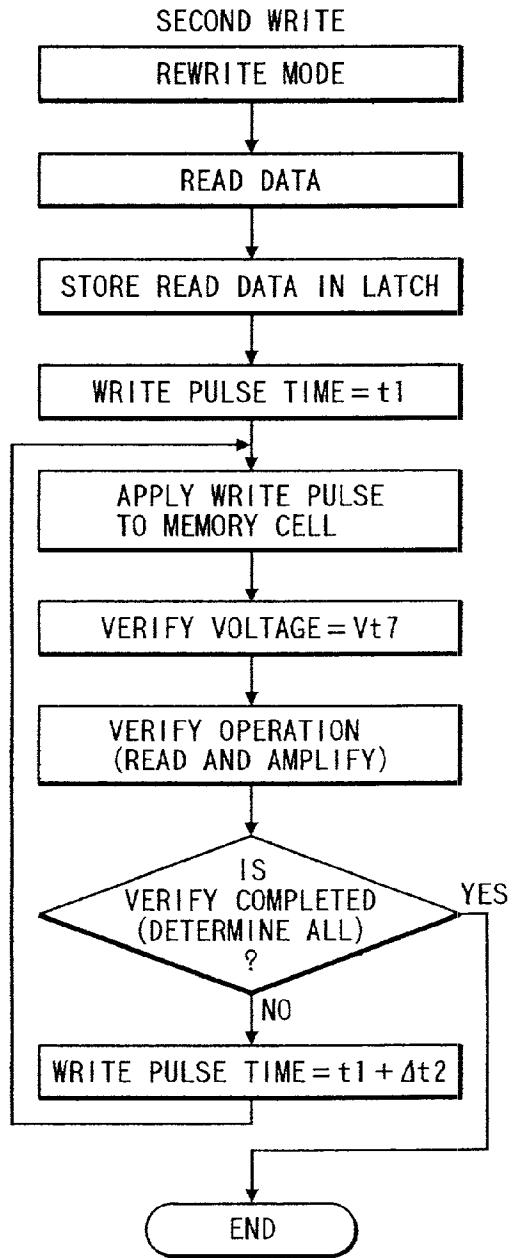 SECOND WRITE
REWRITE MODE
READ DATA
STORE READ DATA IN LATCH
WRITE PULSE TIME=t1
APPLY WRITE PULSE
TO MEMORY CELL
VERIFY VOLTAGE=Vt7
VERIFY OPERATION
(READ AND AMPLIFY)
IS
VERIFY COMPLETED
(DETERMINE ALL)
?
YES
NO
WRITE PULSE TIME=t1+Δt2
END